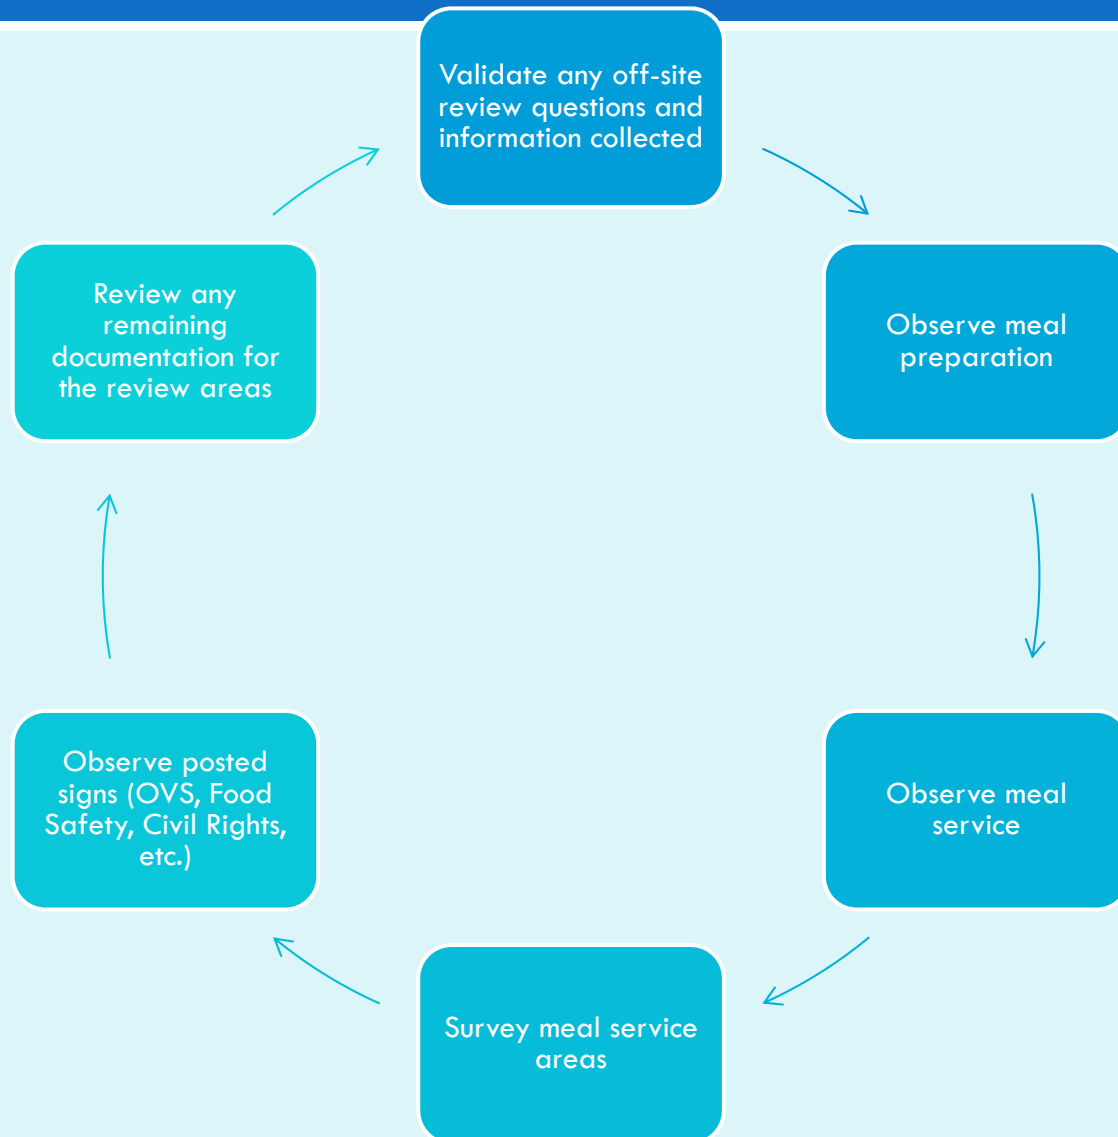 Validate any off-site
review questions and
information collected
Observe meal
preparation
Observe meal
service
Survey meal service
areas
Observe posted
signs (OVS, Food
Safety, Civil Rights,
etc.)
Review any
remaining
documentation for
the review areas